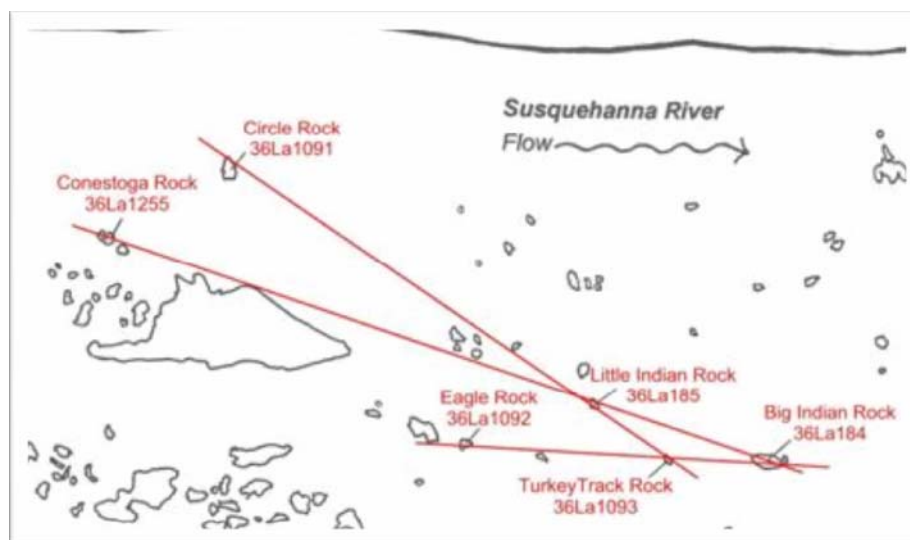 Susquehanna River
Flow
Circle Rock
36La1091
Conestoga Rock
36La1255
Little Indian Rock
36La185
Eagle Rock
36La1092
Big Indian Rock
36La184
TurkeyTrack Rock
36La1093